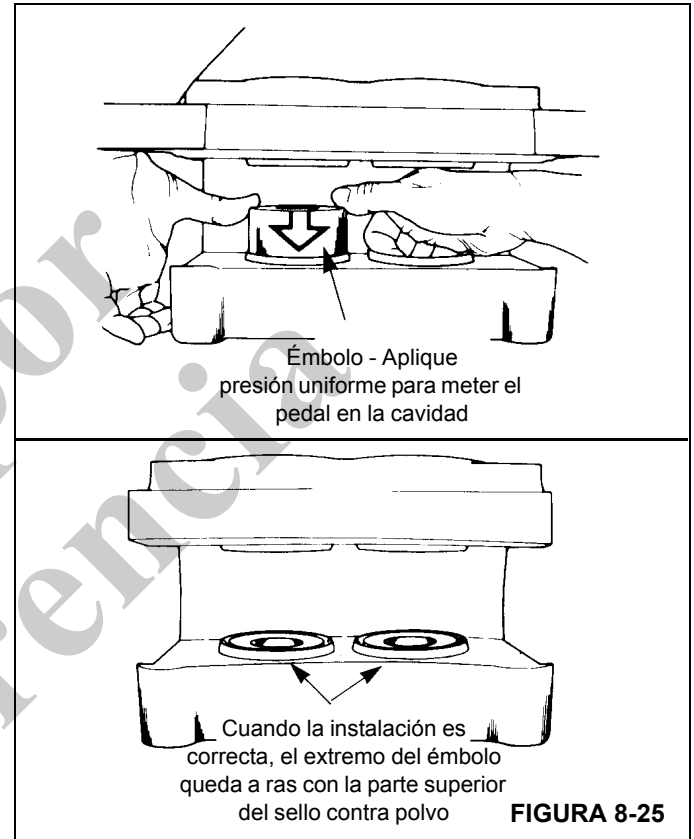 Émbolo - Aplique
presión uniforme para meter el
pedal en la cavidad
Cuando la instalación es
correcta, el extremo del émbolo
queda a ras con la parte superior
del sello contra polvo
FIGURA 8-25